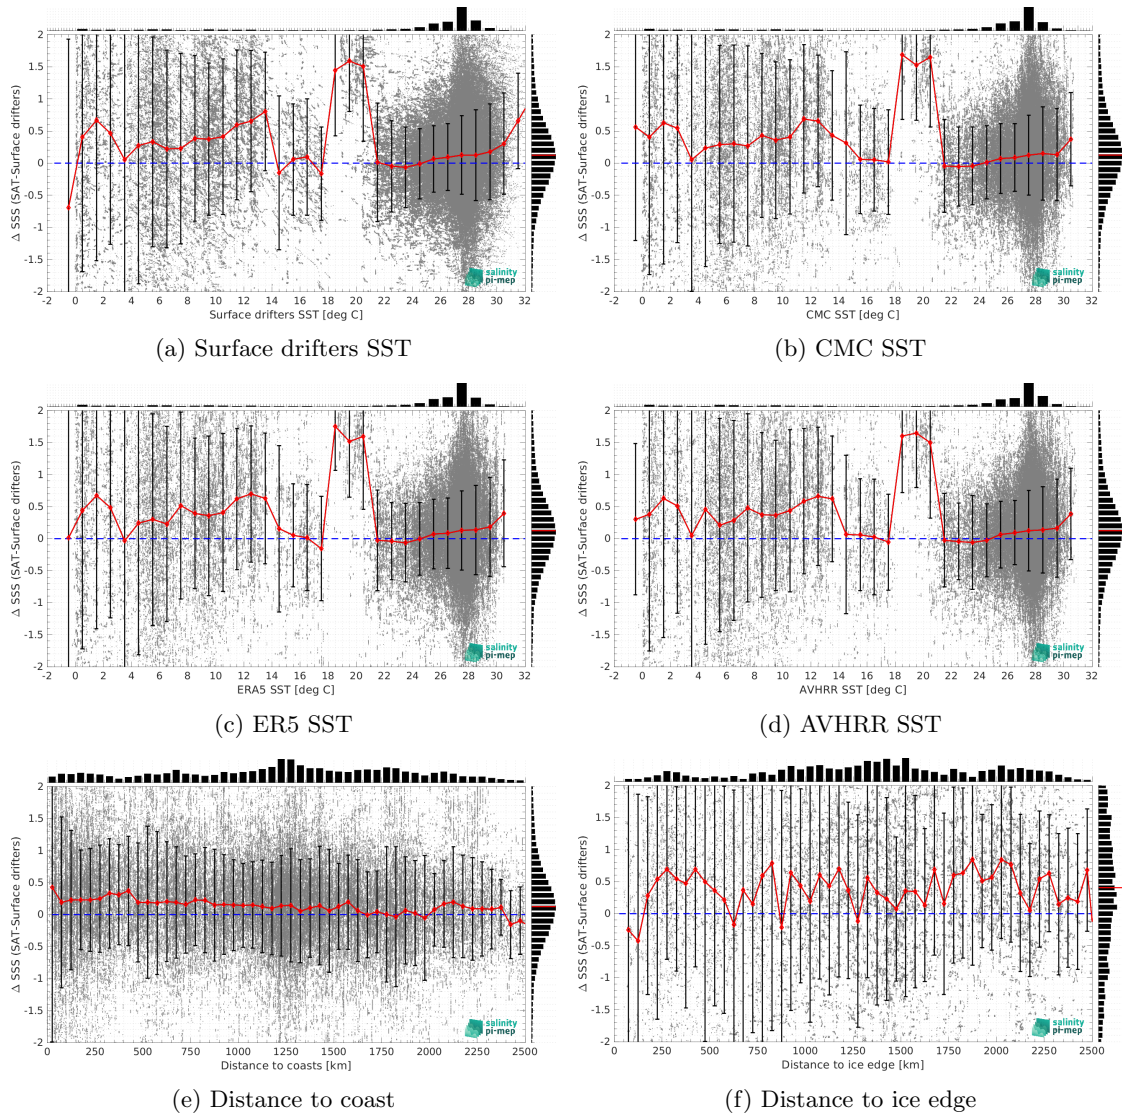 2
1.5
1
0.5
0
-0.5
-1
-1.5
-2
Δ SSS (SAT-Surface drifters)
-2 0 2 4 6 8 10 12 14 16 18 20 22 24 26 28 30 32
Surface drifters SST [deg C]
salinity
pi-mep
(a) Surface drifters SST
2
1.5
1
0.5
0
-0.5
-1
-1.5
-2
Δ SSS (SAT-Surface drifters)
-2 0 2 4 6 8 10 12 14 16 18 20 22 24 26 28 30 32
CMC SST [deg C]
salinity
pi-mep
(b) CMC SST
2
1.5
1
0.5
0
-0.5
-1
-1.5
-2
Δ SSS (SAT-Surface drifters)
-2 0 2 4 6 8 10 12 14 16 18 20 22 24 26 28 30 32
ERA5 SST [deg C]
salinity
pi-mep
(c) ER5 SST
2
1.5
1
0.5
0
-0.5
-1
-1.5
-2
Δ SSS (SAT-Surface drifters)
-2 0 2 4 6 8 10 12 14 16 18 20 22 24 26 28 30 32
AVHRR SST [deg C]
salinity
pi-mep
(d) AVHRR SST
2
1.5
1
0.5
0
-0.5
-1
-1.5
-2
Δ SSS (SAT-Surface drifters)
0 250 500 750 1000 1250 1500 1750 2000 2250 2500
Distance to coasts [km]
salinity
pi-mep
(e) Distance to coast
2
1.5
1
0.5
0
-0.5
-1
-1.5
-2
Δ SSS (SAT-Surface drifters)
0 250 500 750 1000 1250 1500 1750 2000 2250 2500
Distance to ice edge [km]
salinity
pi-mep
(f) Distance to ice edge